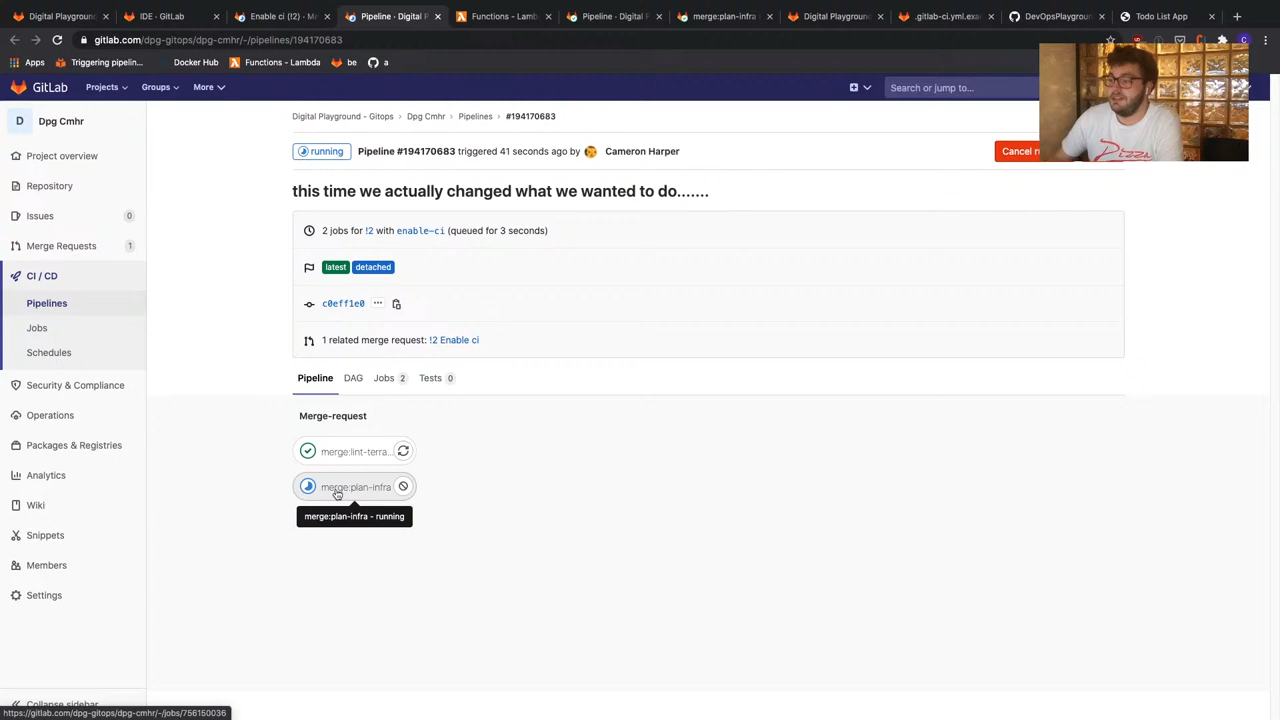 Digital Playground
IDE · GitLab
Enable ci (!2) · Me
Pipeline · Digital P
Functions - Lamb
Pipeline · Digital P
merge:plan-infra
Digital Playground
.gitlab-ci.yml.exa
DevOpsPlaygroun
Todo List App
gitlab.com/dpg-gitops/dpg-cmhr/-/pipelines/194170683
Apps
Triggering pipelin...
Docker Hub
Functions - Lambda
be
a
GitLab
Projects
Groups
More
Search or jump to...
D
Dpg Cmhr
Digital Playground - Gitops › Dpg Cmhr › Pipelines › #194170683
running
Pipeline #194170683 triggered 41 seconds ago by Cameron Harper
Cancel ru
this time we actually changed what we wanted to do.......
Project overview
Repository
Issues 0
Merge Requests 1
CI / CD
Pipelines
Jobs
Schedules
Security & Compliance
Operations
Packages & Registries
Analytics
Wiki
Snippets
Members
Settings
Collapse sidebar
2 jobs for !2 with enable-ci (queued for 3 seconds)
latest detached
c0eff1e0 ...
1 related merge request: !2 Enable ci
Pipeline DAG Jobs 2 Tests 0
Merge-request
merge:lint-terra...
merge:plan-infra
merge:plan-infra - running
https://gitlab.com/dpg-gitops/dpg-cmhr/-/jobs/756150036